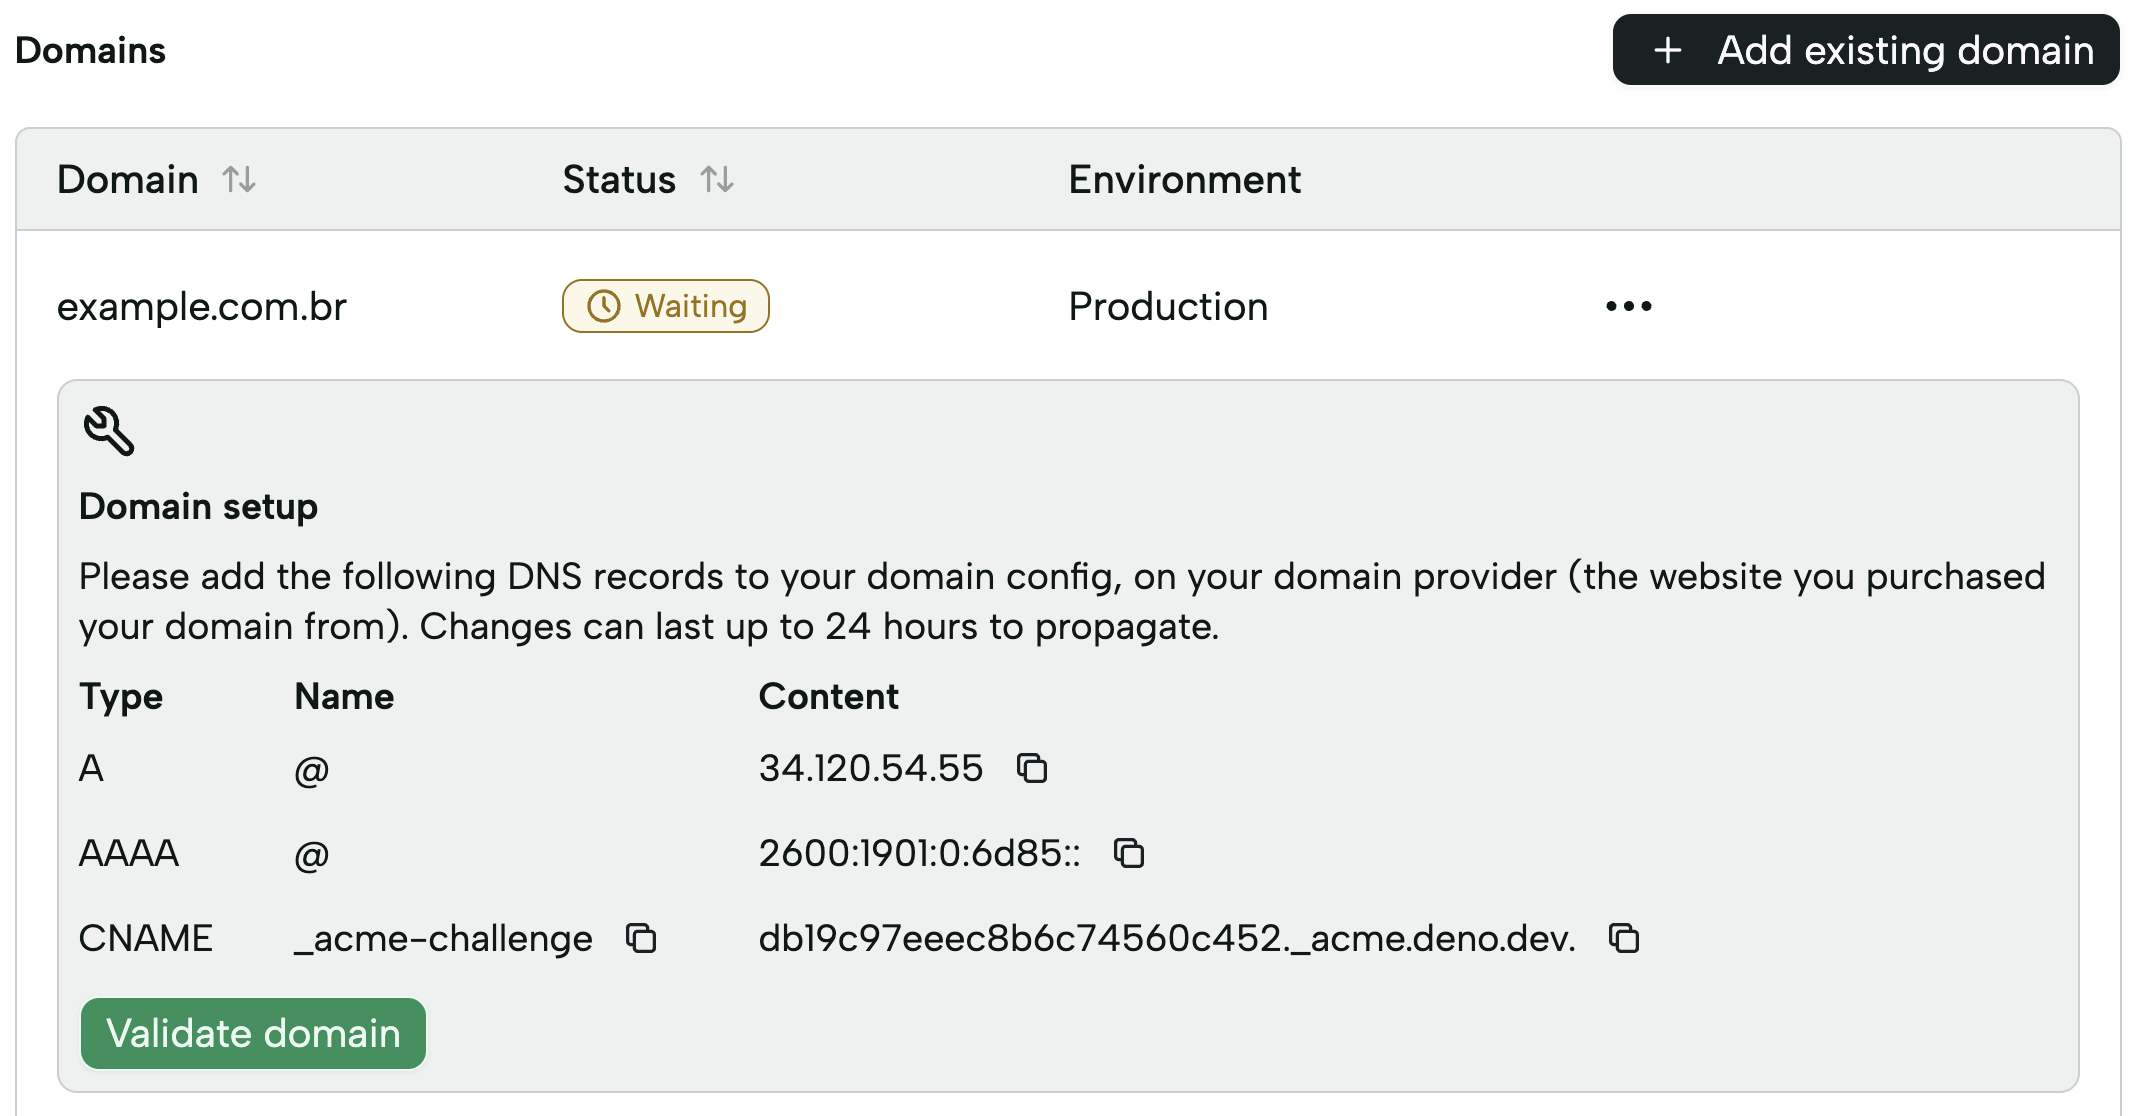 Domains
+ Add existing domain
Domain Status Environment
example.com.br Waiting Production
Domain setup
Please add the following DNS records to your domain config, on your domain provider (the website you purchased
your domain from). Changes can last up to 24 hours to propagate.
Type Name Content
A @ 34.120.54.55
AAAA @ 2600:1901:0:6d85::
CNAME _acme-challenge db19c97eeec8b6c74560c452._acme.deno.dev.
Validate domain